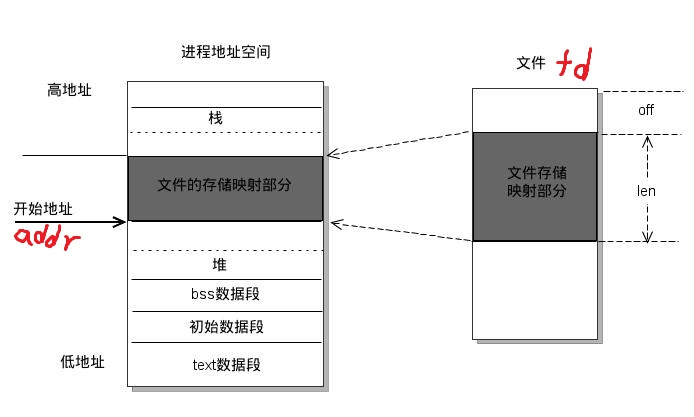 进程地址空间
高地址
栈
文件的存储映射部分
开始地址
addr
堆
bss数据段
初始数据段
低地址
text数据段
文件 fd
off
文件存储
映射部分
len